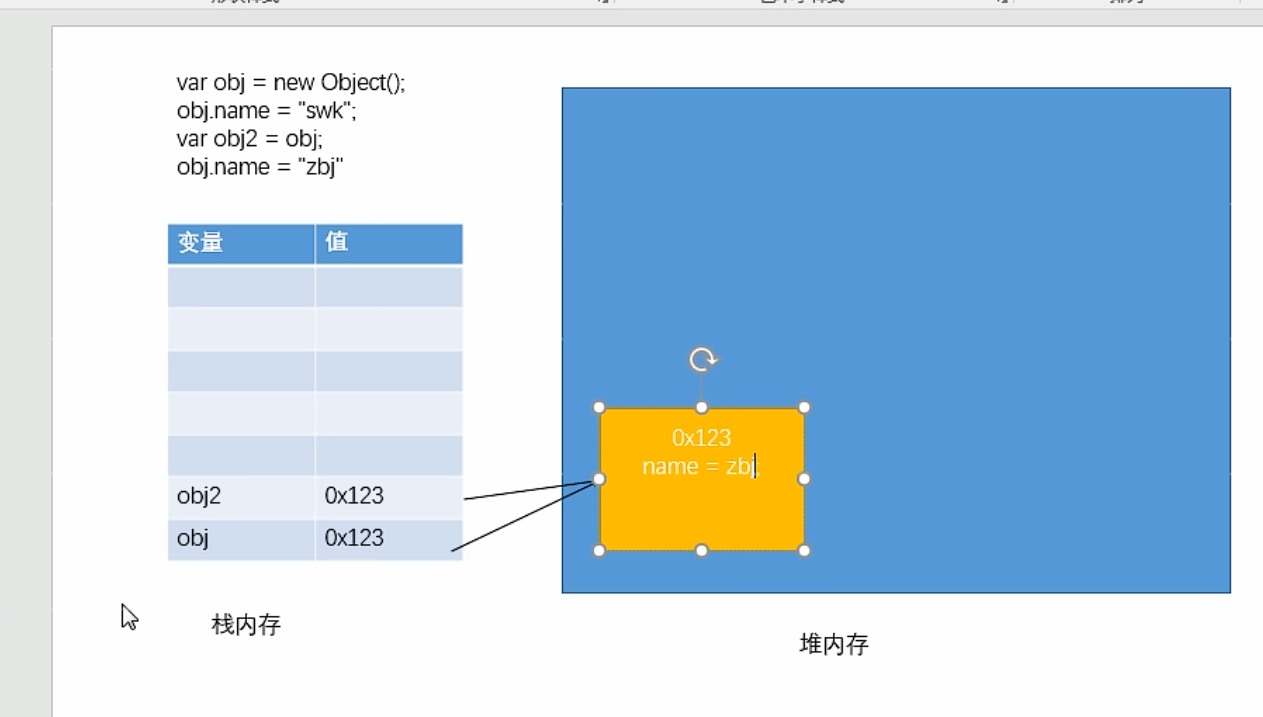 var obj = new Object();
obj.name = "swk";
var obj2 = obj;
obj.name = "zbj"
变量 值
obj2 0x123
obj 0x123
0x123
name = zbj;
栈内存
堆内存